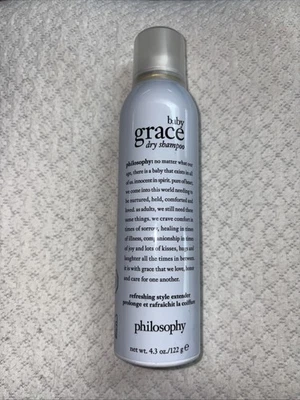 baby
grace
dry shampoo
philosophy: no matter what our
age, there is a baby that exists in all
of us. innocent in spirit. pure of heart.
we come into this world needing to
be nurtured, held, comforted and
loved. as adults, we still need these
same things. we crave comfort in
times of sorrow, healing in times
of illness, companionship in times
of joy and lots of kisses, hugs and
laughter all the times in between.
it is with grace that we love, honor
and care for one another.
refreshing style extender
prolonge et rafraîchit la coiffure
philosophy
net wt. 4.3 oz./122 g